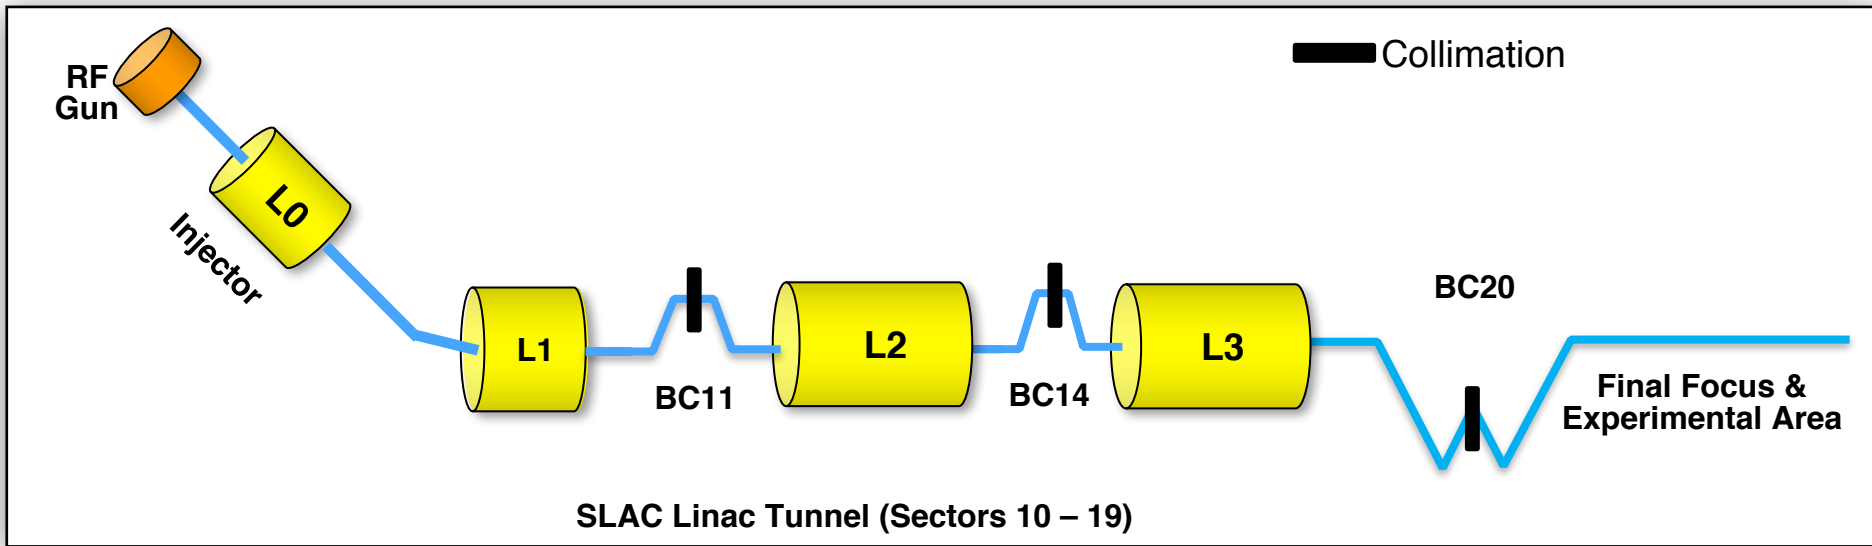 Collimation
RF
Gun
L0
Injector
L1
BC11
L2
BC14
L3
BC20
Final Focus &
Experimental Area
SLAC Linac Tunnel (Sectors 10 – 19)